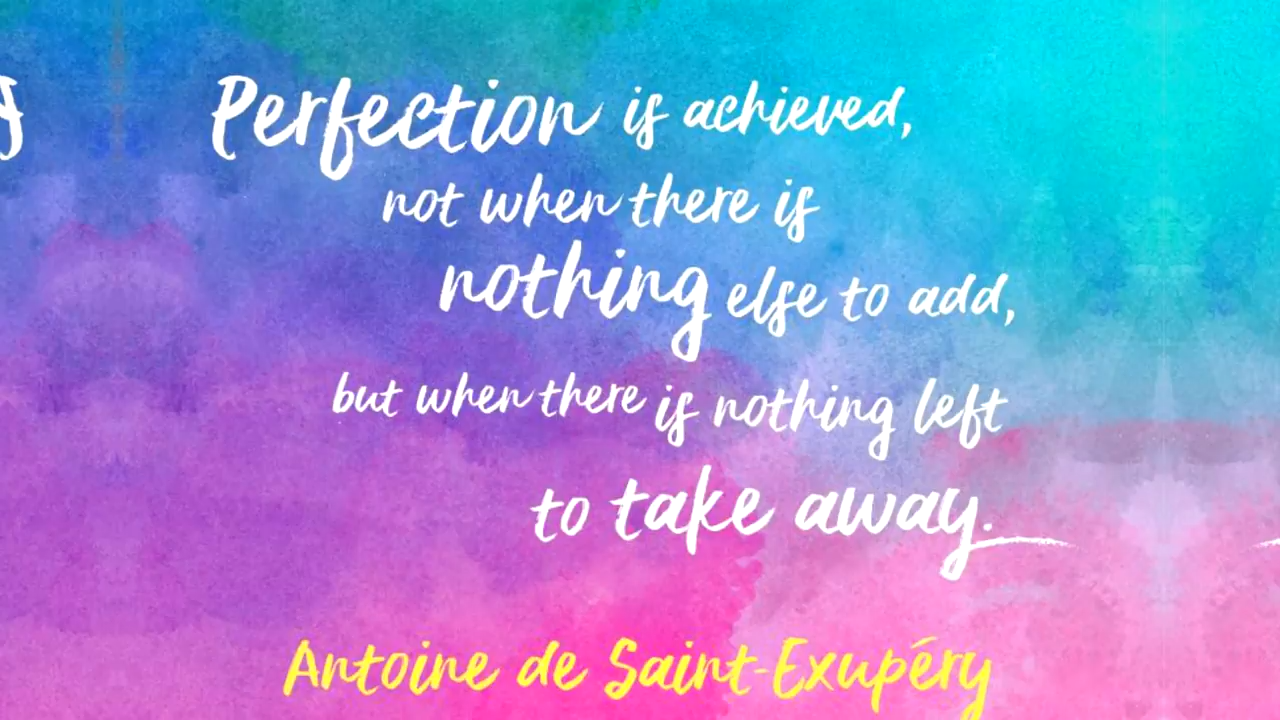 Perfection is achieved,
not when there is
nothing else to add,
but when there is nothing left
to take away.
Antoine de Saint-Exupéry